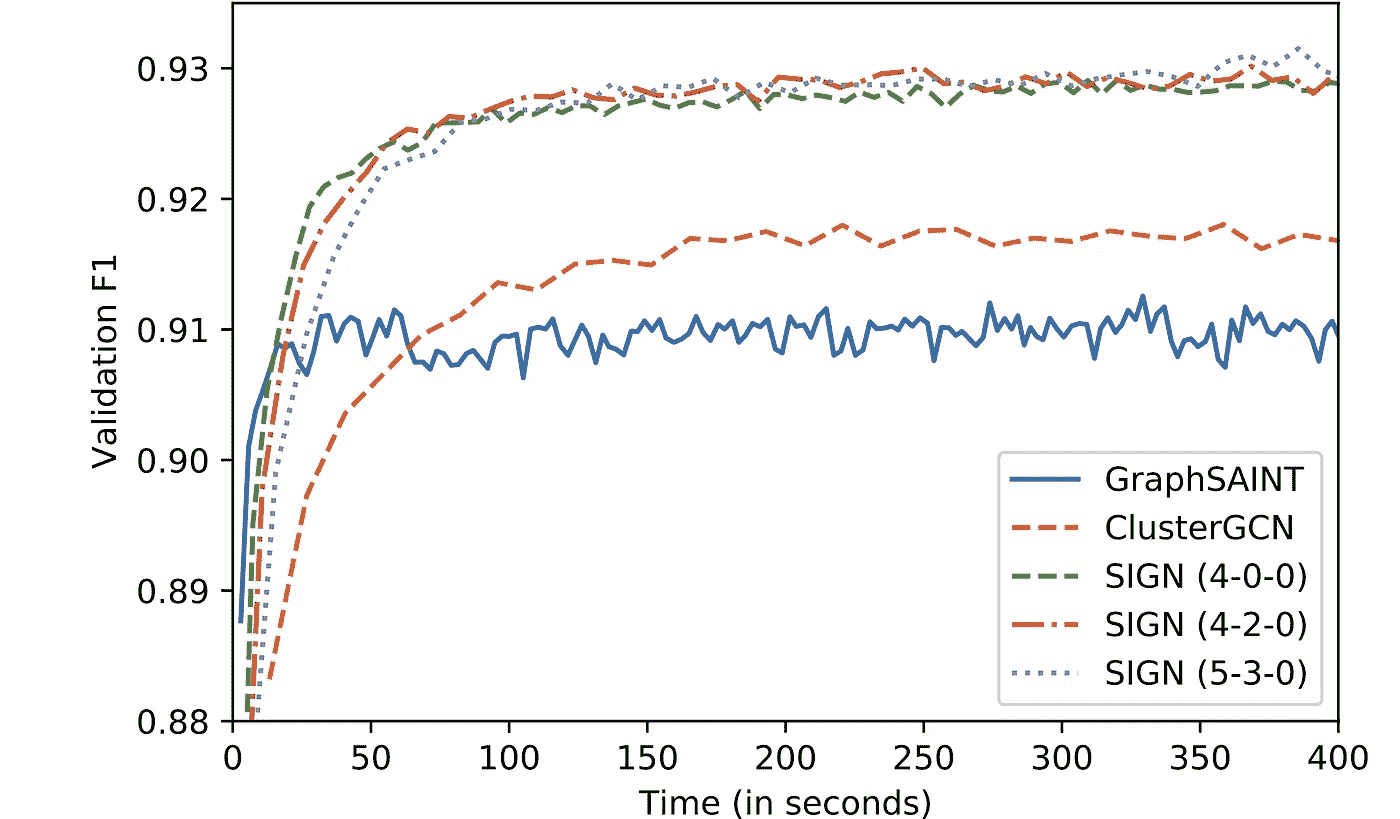 0.93
0.92
0.91
0.90
0.89
0.88
Validation F1
0 50 100 150 200 250 300 350 400
Time (in seconds)
GraphSAINT
ClusterGCN
SIGN (4-0-0)
SIGN (4-2-0)
SIGN (5-3-0)